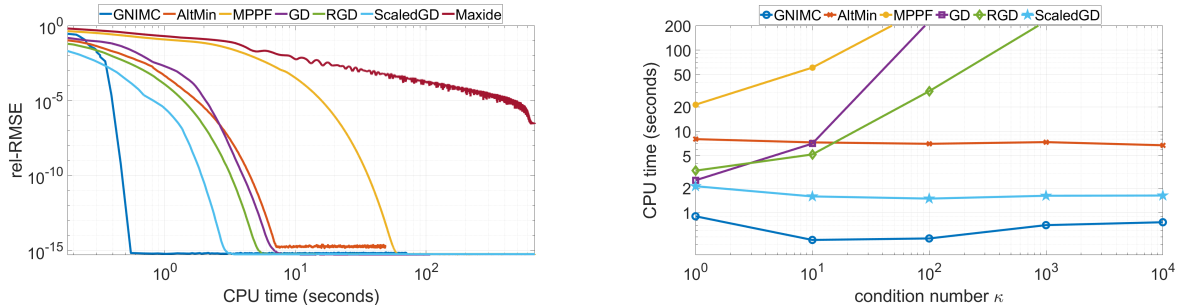 GNIMC AltMin MPPF GD RGD ScaledGD Maxide
10^0
10^-5
10^-10
10^-15
rel-RMSE
10^0 10^1 10^2
CPU time (seconds)
GNIMC AltMin MPPF GD RGD ScaledGD
200
100
50
20
10
5
2
1
CPU time (seconds)
10^0 10^1 10^2 10^3 10^4
condition number κ